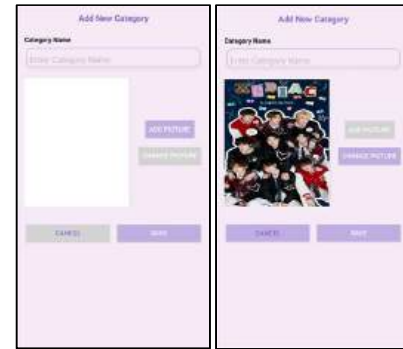 Add New Category
Category Name
Enter Category Name
ADD PICTURE
CHANGE PICTURE
CANCEL
SAVE
Add New Category
Category Name
Enter Category Name
ADD PICTURE
CHANGE PICTURE
CANCEL
SAVE